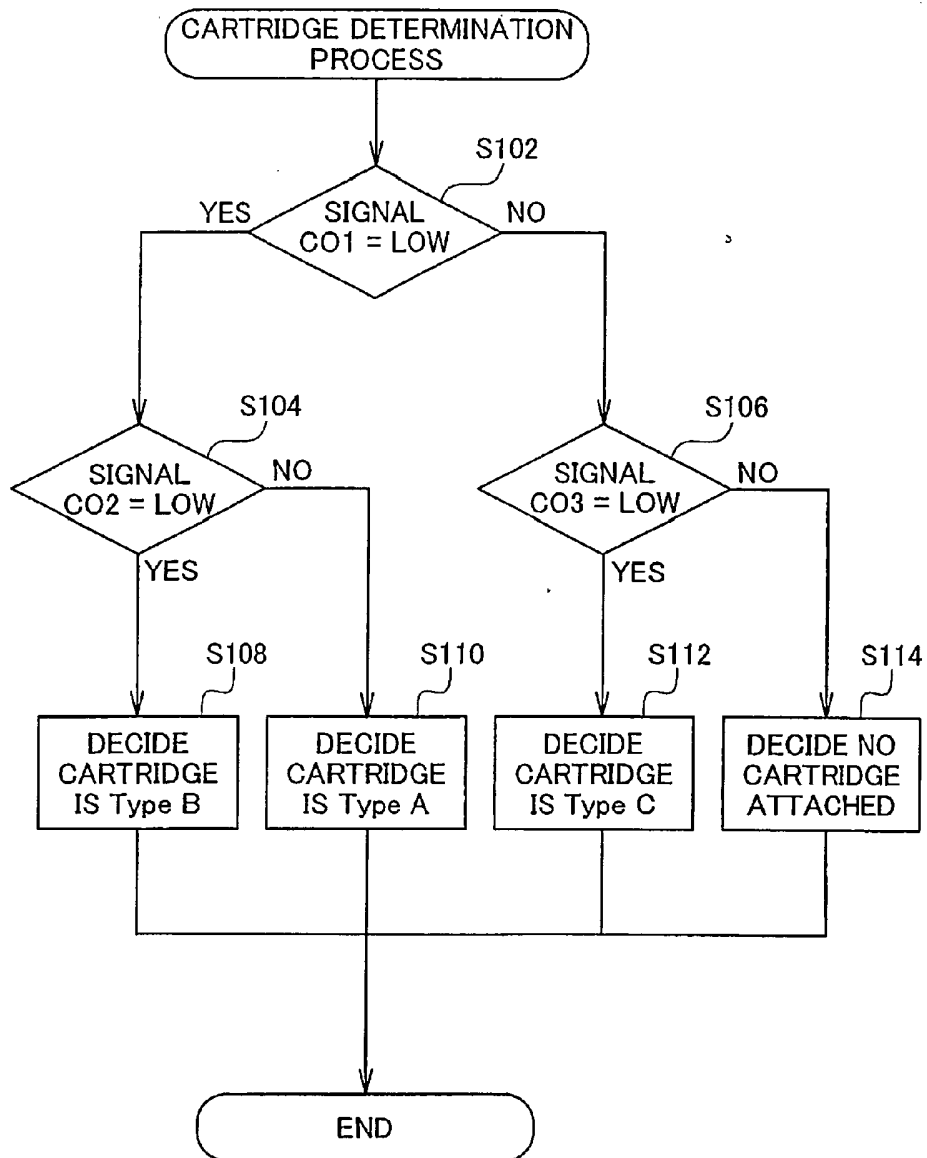 CARTRIDGE DETERMINATION
PROCESS
S102
YES
SIGNAL
CO1 = LOW
NO
S104
SIGNAL
CO2 = LOW
NO
YES
S106
SIGNAL
CO3 = LOW
NO
YES
S108
DECIDE
CARTRIDGE
IS Type B
S110
DECIDE
CARTRIDGE
IS Type A
S112
DECIDE
CARTRIDGE
IS Type C
S114
DECIDE NO
CARTRIDGE
ATTACHED
END